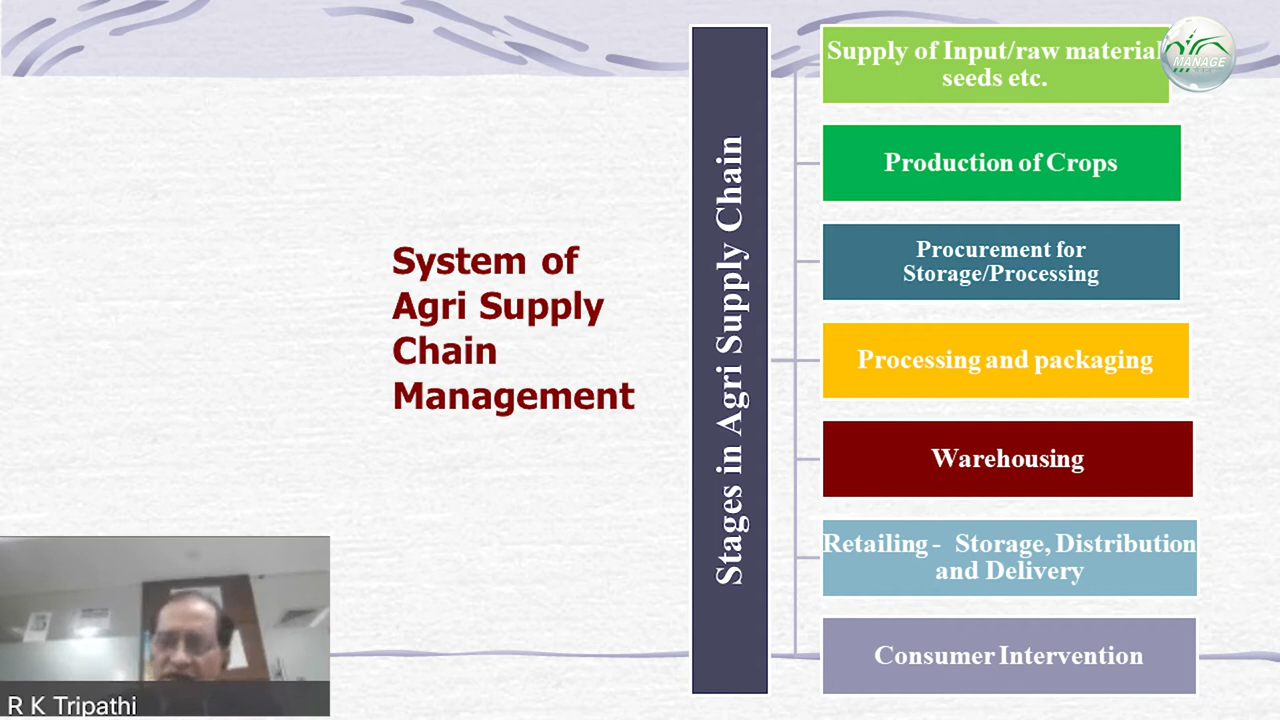 System of
Agri Supply
Chain
Management
Stages in Agri Supply Chain
Supply of Input/raw material
seeds etc.
MANAGE
Production of Crops
Procurement for
Storage/Processing
Processing and packaging
Warehousing
Retailing - Storage, Distribution
and Delivery
Consumer Intervention
R K Tripathi